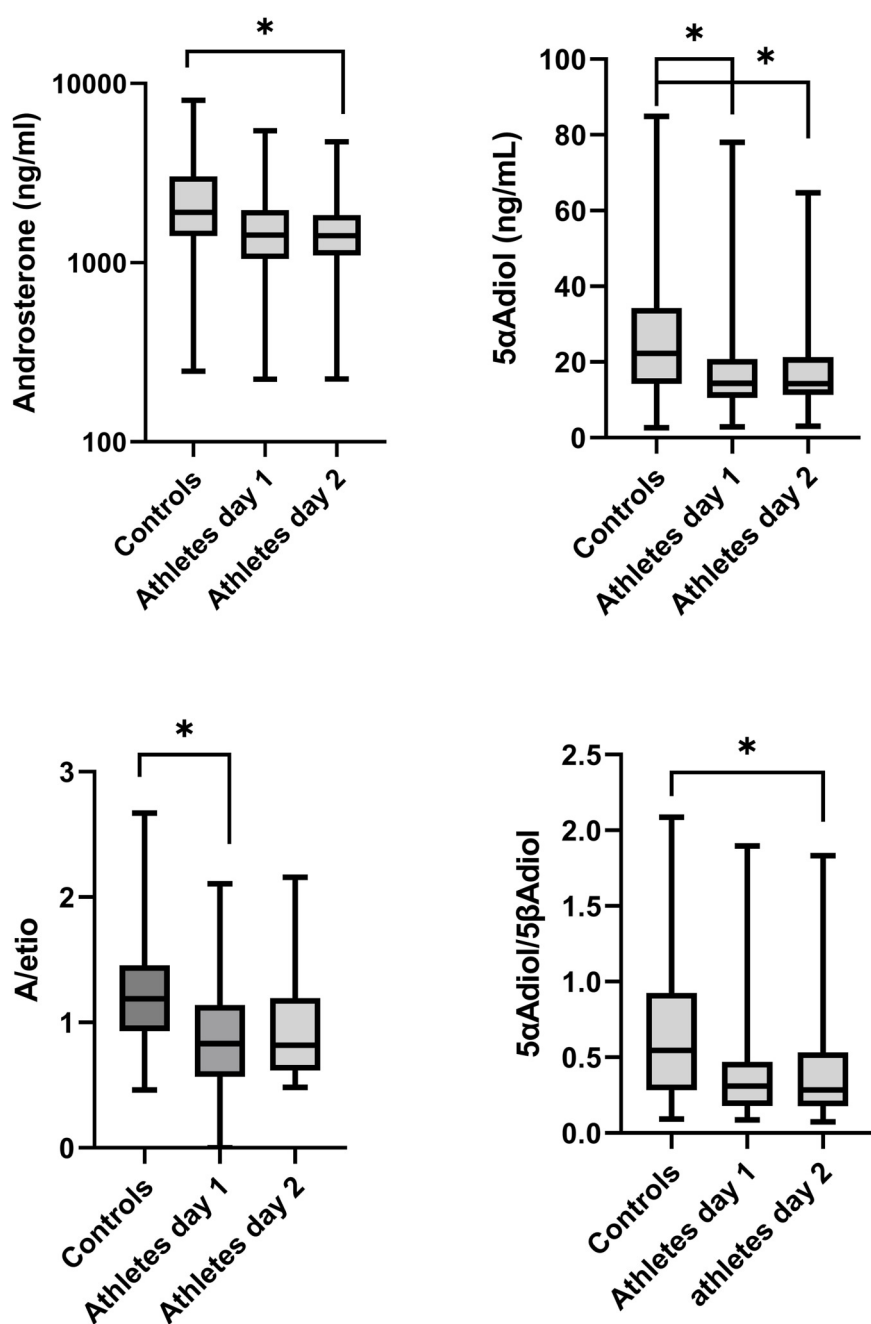 *
Androsterone (ng/ml)
10000
1000
100
Controls
Athletes day 1
Athletes day 2
*
*
5αAdiol (ng/mL)
100
80
60
40
20
0
Controls
Athletes day 1
Athletes day 2
*
A/etio
3
2
1
0
Controls
Athletes day 1
Athletes day 2
*
5αAdiol/5βAdiol
2.5
2.0
1.5
1.0
0.5
0.0
Controls
Athletes day 1
athletes day 2